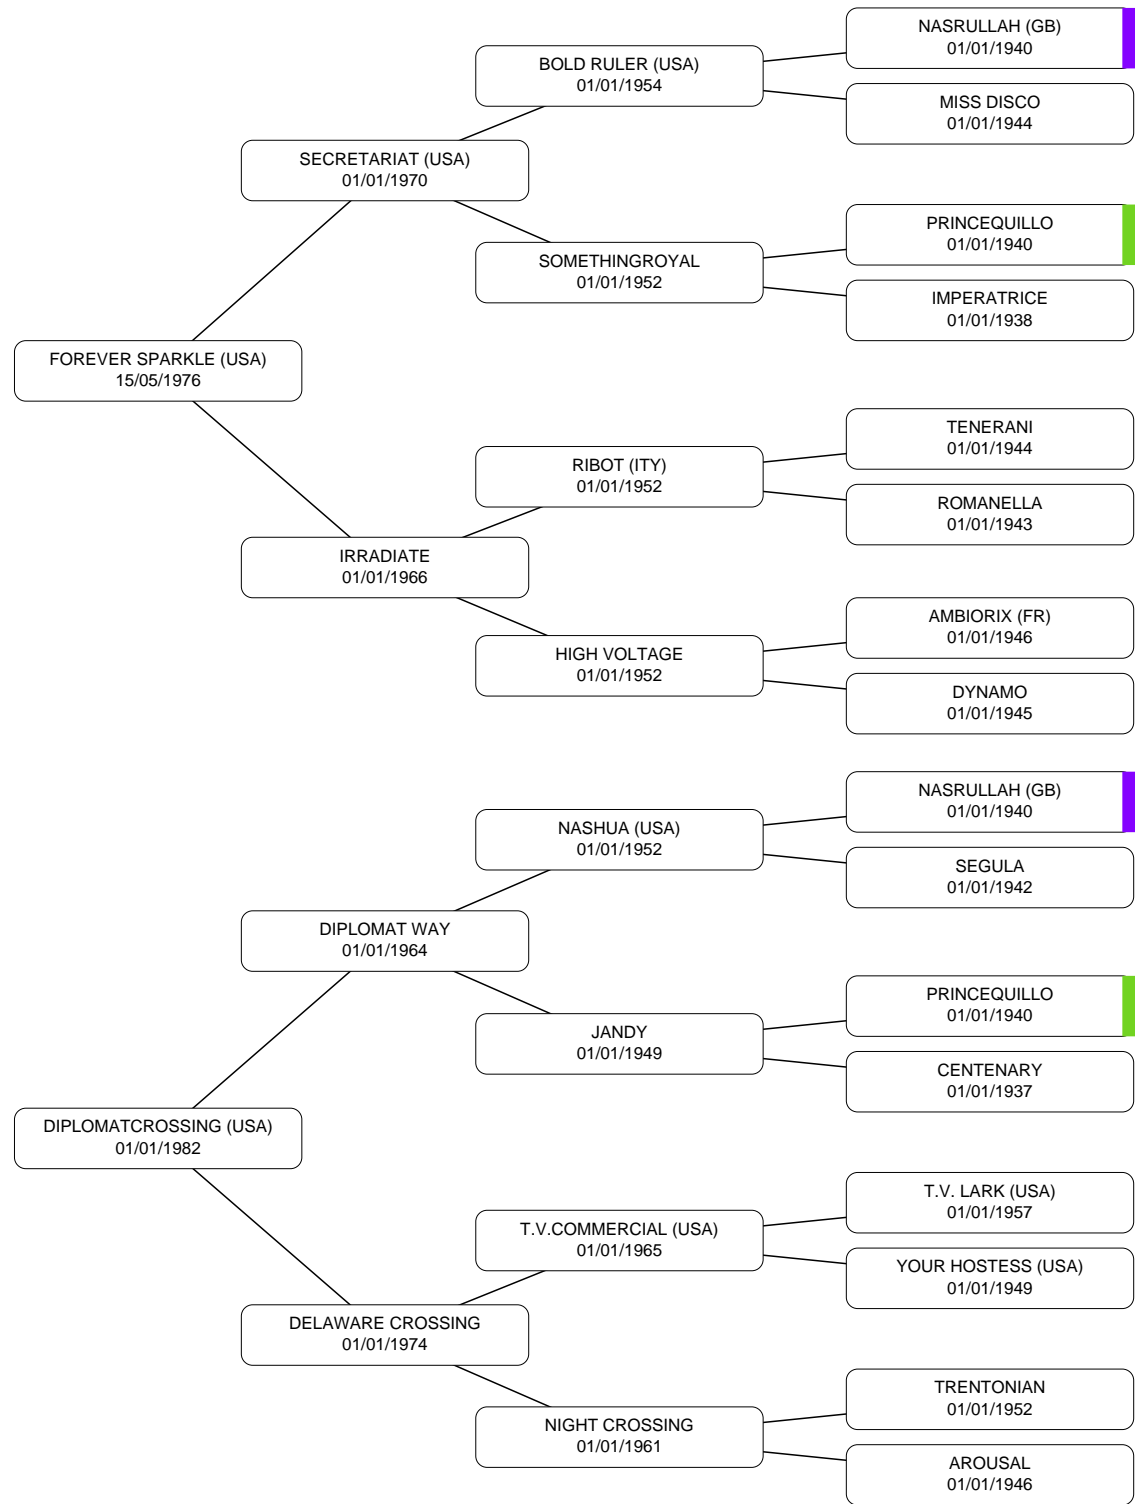 NASRULLAH (GB)
01/01/1940
BOLD RULER (USA)
01/01/1954
MISS DISCO
01/01/1944
SECRETARIAT (USA)
01/01/1970
PRINCEQUILLO
01/01/1940
SOMETHINGROYAL
01/01/1952
IMPERATRICE
01/01/1938
FOREVER SPARKLE (USA)
15/05/1976
TENERANI
01/01/1944
RIBOT (ITY)
01/01/1952
ROMANELLA
01/01/1943
IRRADIATE
01/01/1966
AMBIORIX (FR)
01/01/1946
HIGH VOLTAGE
01/01/1952
DYNAMO
01/01/1945
NASRULLAH (GB)
01/01/1940
NASHUA (USA)
01/01/1952
SEGULA
01/01/1942
DIPLOMAT WAY
01/01/1964
PRINCEQUILLO
01/01/1940
JANDY
01/01/1949
CENTENARY
01/01/1937
DIPLOMATCROSSING (USA)
01/01/1982
T.V. LARK (USA)
01/01/1957
T.V.COMMERCIAL (USA)
01/01/1965
YOUR HOSTESS (USA)
01/01/1949
DELAWARE CROSSING
01/01/1974
TRENTONIAN
01/01/1952
NIGHT CROSSING
01/01/1961
AROUSAL
01/01/1946